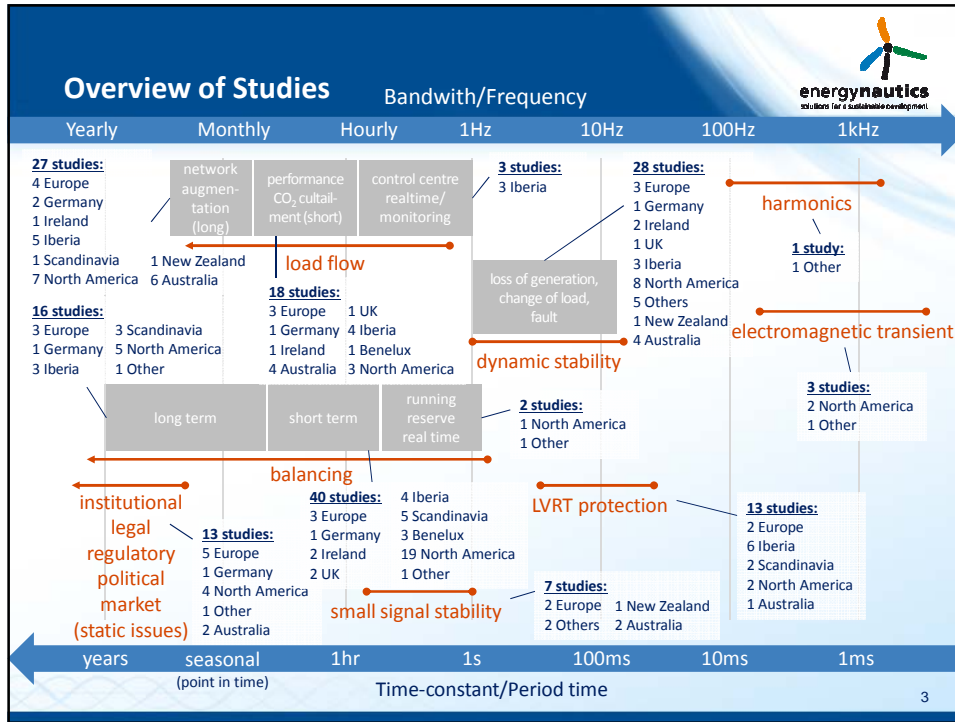 Overview of Studies
Bandwith/Frequency
energynautics
solutions for a sustainable development
Yearly Monthly Hourly 1Hz 10Hz 100Hz 1kHz
27 studies:
4 Europe
2 Germany
1 Ireland
5 Iberia
1 Scandinavia
7 North America
1 New Zealand
6 Australia
network
augmen-
tation
(long)
performance
CO2 cultail-
ment (short)
control centre
realtime/
monitoring
load flow
3 studies:
3 Iberia
18 studies:
3 Europe
1 Germany
1 Ireland
4 Australia
1 UK
4 Iberia
1 Benelux
3 North America
loss of generation,
change of load,
fault
dynamic stability
28 studies:
3 Europe
1 Germany
2 Ireland
1 UK
3 Iberia
8 North America
5 Others
1 New Zealand
4 Australia
harmonics
1 study:
1 Other
electromagnetic transient
3 studies:
2 North America
1 Other
16 studies:
3 Europe
1 Germany
3 Iberia
3 Scandinavia
5 North America
1 Other
long term
short term
running
reserve
real time
balancing
2 studies:
1 North America
1 Other
institutional
legal
regulatory
political
market
(static issues)
13 studies:
5 Europe
1 Germany
4 North America
1 Other
2 Australia
40 studies:
3 Europe
1 Germany
2 Ireland
2 UK
4 Iberia
5 Scandinavia
3 Benelux
19 North America
1 Other
small signal stability
7 studies:
2 Europe
2 Others
1 New Zealand
2 Australia
LVRT protection
13 studies:
2 Europe
6 Iberia
2 Scandinavia
2 North America
1 Australia
years seasonal 1hr 1s 100ms 10ms 1ms
(point in time)
Time-constant/Period time
3